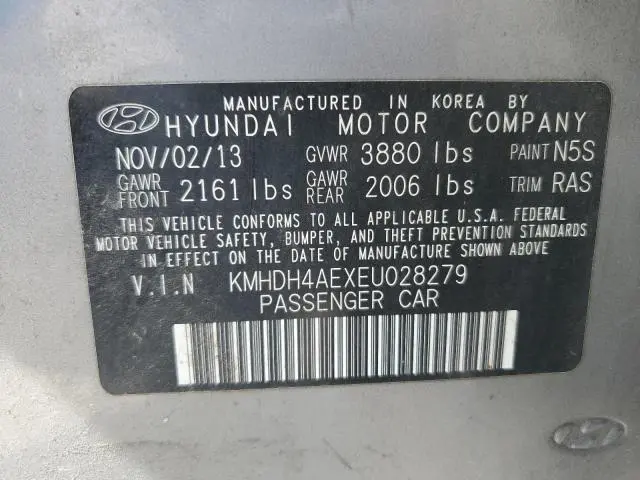 MANUFACTURED IN KOREA BY
HYUNDAI MOTOR COMPANY
NOV/02/13 GVWR 3880 lbs PAINT N5S
GAWR FRONT 2161 lbs GAWR REAR 2006 lbs TRIM RAS
THIS VEHICLE CONFORMS TO ALL APPLICABLE U.S.A. FEDERAL
MOTOR VEHICLE SAFETY, BUMPER, AND THEFT PREVENTION STANDARDS
IN EFFECT ON THE DATE OF MANUFACTURE SHOWN ABOVE
V.I.N KMHDH4AEXEU028279
PASSENGER CAR